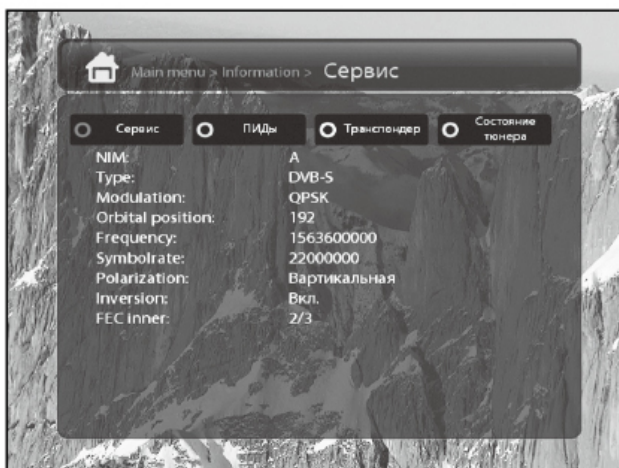 Main menu > Information > Сервис
Сервис ПИДы Транспондер Состояние тюнера
NIM: A
Type: DVB-S
Modulation: QPSK
Orbital position: 192
Frequency: 1563600000
Symbolrate: 22000000
Polarization: Вартикальная
Inversion: Вкл.
FEC inner: 2/3